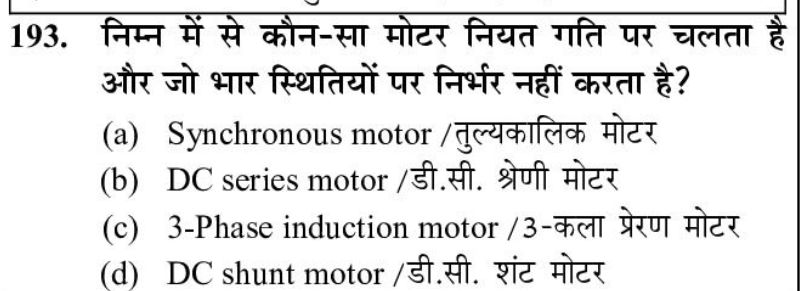 193. निम्न में से कौन-सा मोटर नियत गति पर चलता है
और जो भार स्थितियों पर निर्भर नहीं करता है?
(a) Synchronous motor /तुल्यकालिक मोटर
(b) DC series motor /डी.सी. श्रेणी मोटर
(c) 3-Phase induction motor /3-कला प्रेरण मोटर
(d) DC shunt motor /डी.सी. शंट मोटर